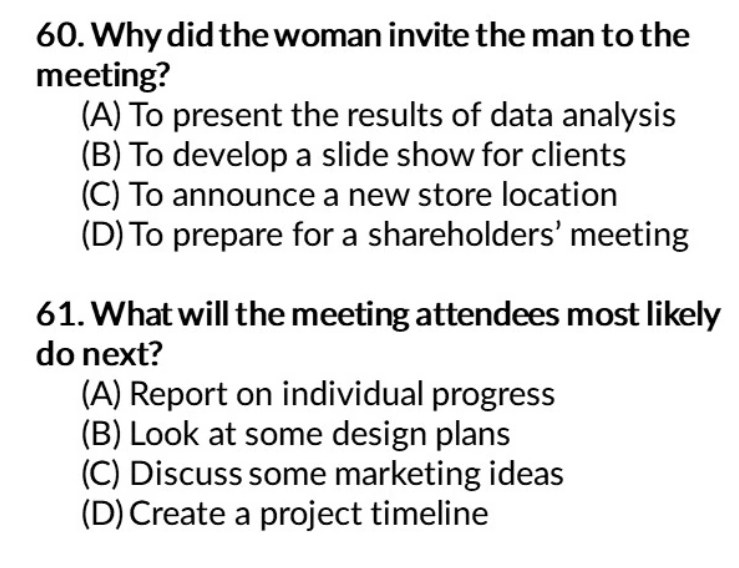 60. Why did the woman invite the man to the
meeting?
(A) To present the results of data analysis
(B) To develop a slide show for clients
(C) To announce a new store location
(D) To prepare for a shareholders’ meeting
61. What will the meeting attendees most likely
do next?
(A) Report on individual progress
(B) Look at some design plans
(C) Discuss some marketing ideas
(D) Create a project timeline